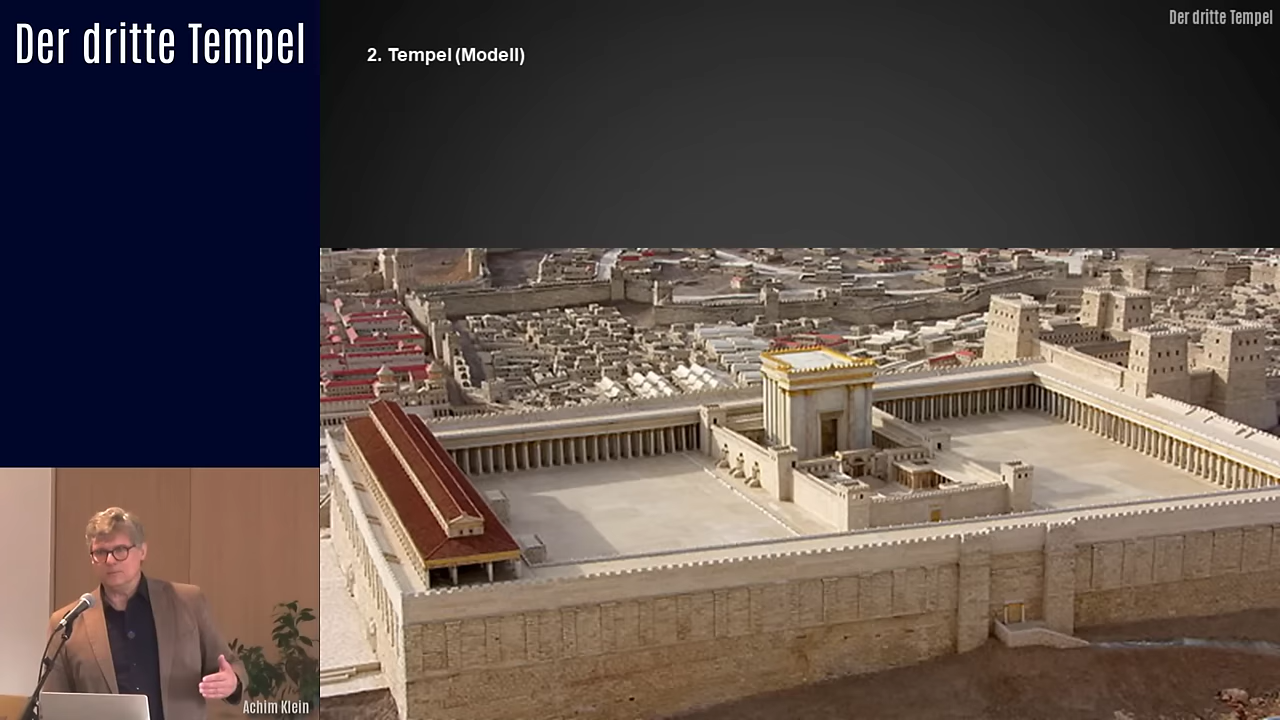 Der dritte Tempel
Der dritte Tempel
2. Tempel (Modell)
Achim Klein